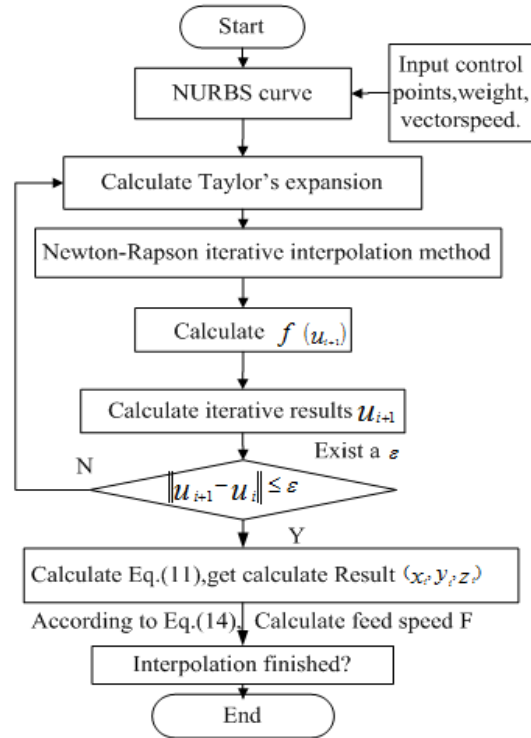 Start
NURBS curve
Input control
points,weight,
vectorspeed.
Calculate Taylor's expansion
Newton-Rapson iterative interpolation method
Calculate f (u_{i+1})
Calculate iterative results u_{i+1}
Exist a ε
N
‖u_{i+1} - u_i‖ ≤ ε
Y
Calculate Eq.(11),get calculate Result (x_i, y_i, z_i)
According to Eq.(14), Calculate feed speed F
Interpolation finished?
End